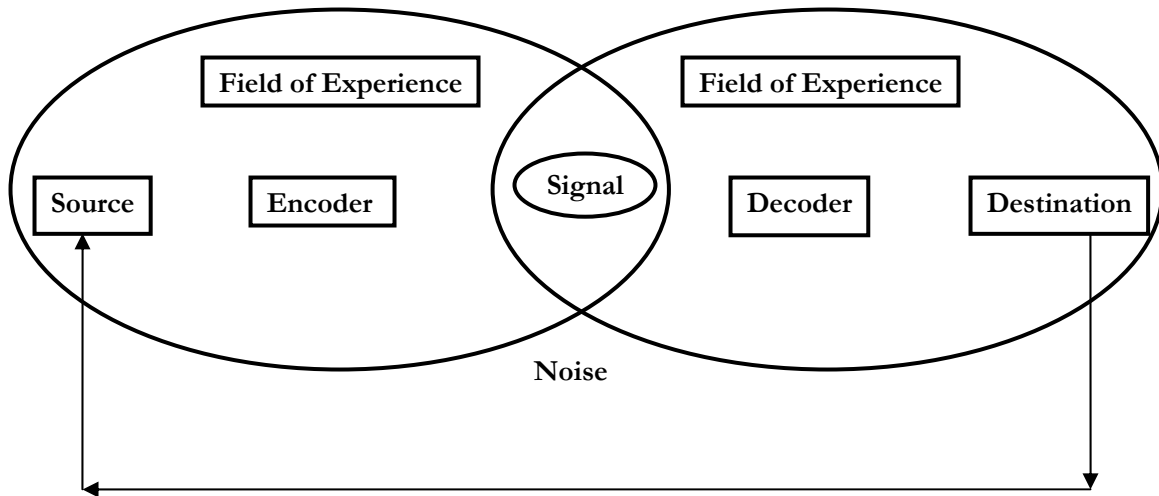 Field of Experience
Field of Experience
Source
Encoder
Signal
Decoder
Destination
Noise